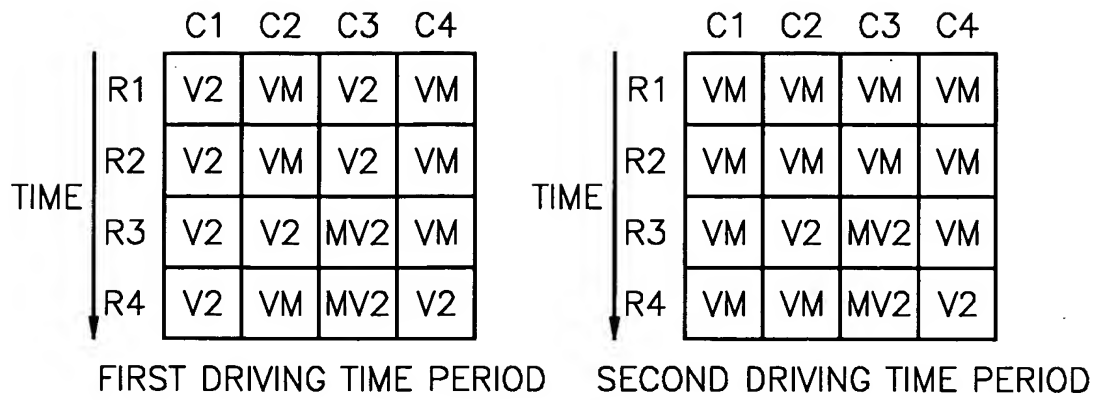 C1 C2 C3 C4
R1 V2 VM V2 VM
R2 V2 VM V2 VM
R3 V2 V2 MV2 VM
R4 V2 VM MV2 V2
TIME
FIRST DRIVING TIME PERIOD
C1 C2 C3 C4
R1 VM VM VM VM
R2 VM VM VM VM
R3 VM V2 MV2 VM
R4 VM VM MV2 V2
TIME
SECOND DRIVING TIME PERIOD